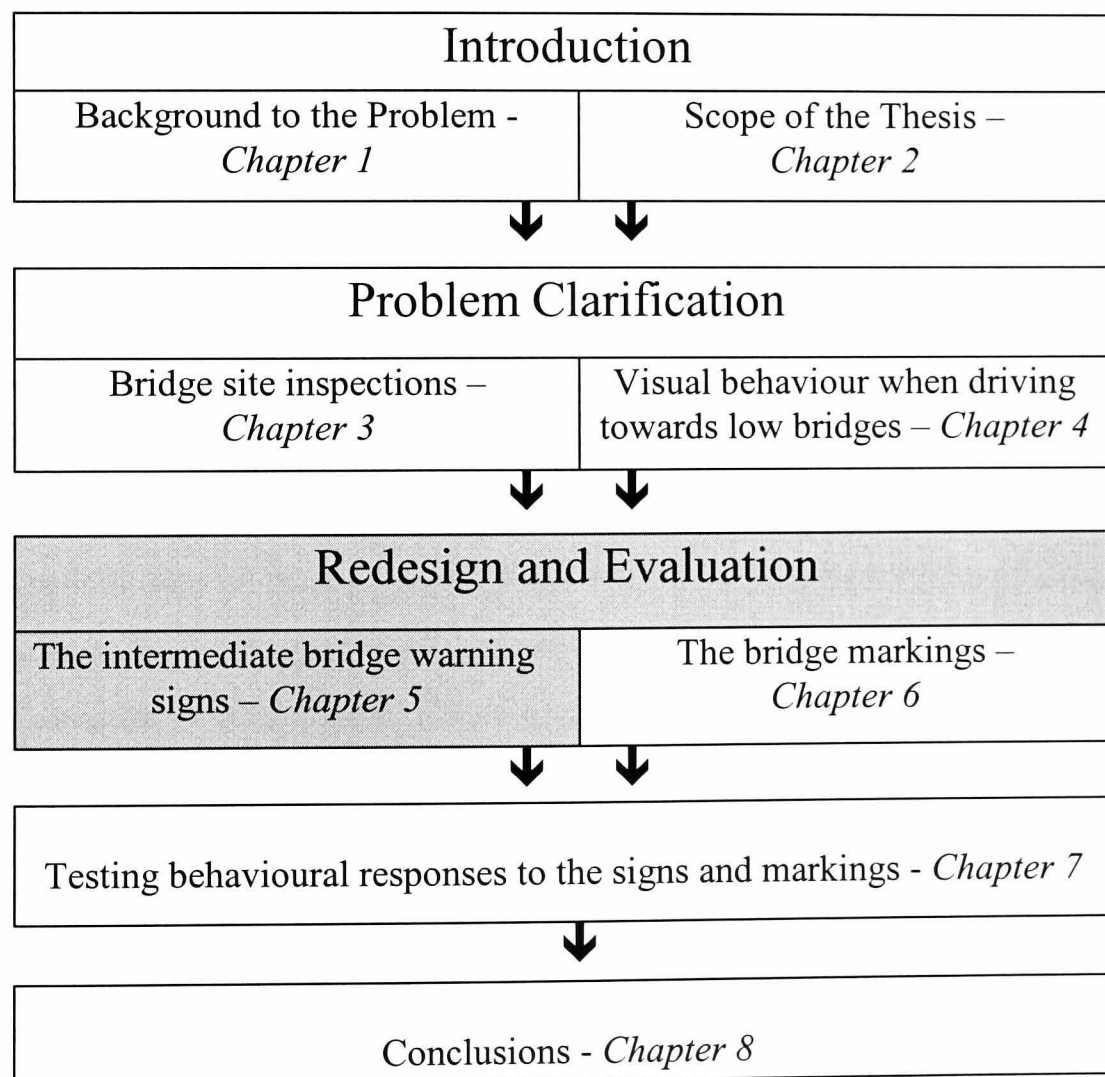 Introduction
Background to the Problem -
Chapter 1
Scope of the Thesis –
Chapter 2
Problem Clarification
Bridge site inspections –
Chapter 3
Visual behaviour when driving
towards low bridges – Chapter 4
Redesign and Evaluation
The intermediate bridge warning
signs – Chapter 5
The bridge markings –
Chapter 6
Testing behavioural responses to the signs and markings - Chapter 7
Conclusions - Chapter 8